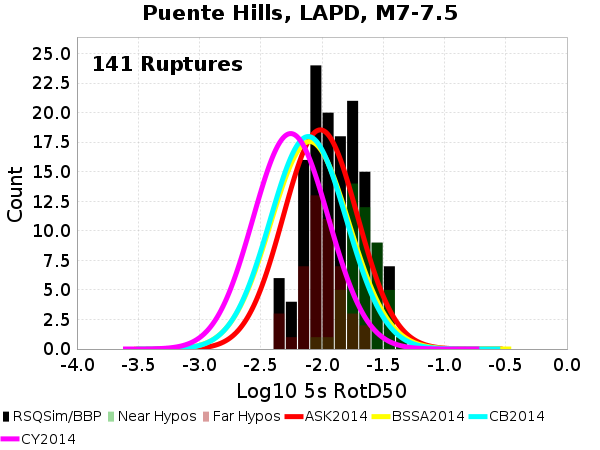 Puente Hills, LAPD, M7-7.5
141 Ruptures
25.0
22.5
20.0
17.5
15.0
12.5
10.0
7.5
5.0
2.5
0.0
Count
-4.0 -3.5 -3.0 -2.5 -2.0 -1.5 -1.0 -0.5 0.0
Log10 5s RotD50
RSQSim/BBP Near Hypos Far Hypos ASK2014 BSSA2014 CB2014
CY2014